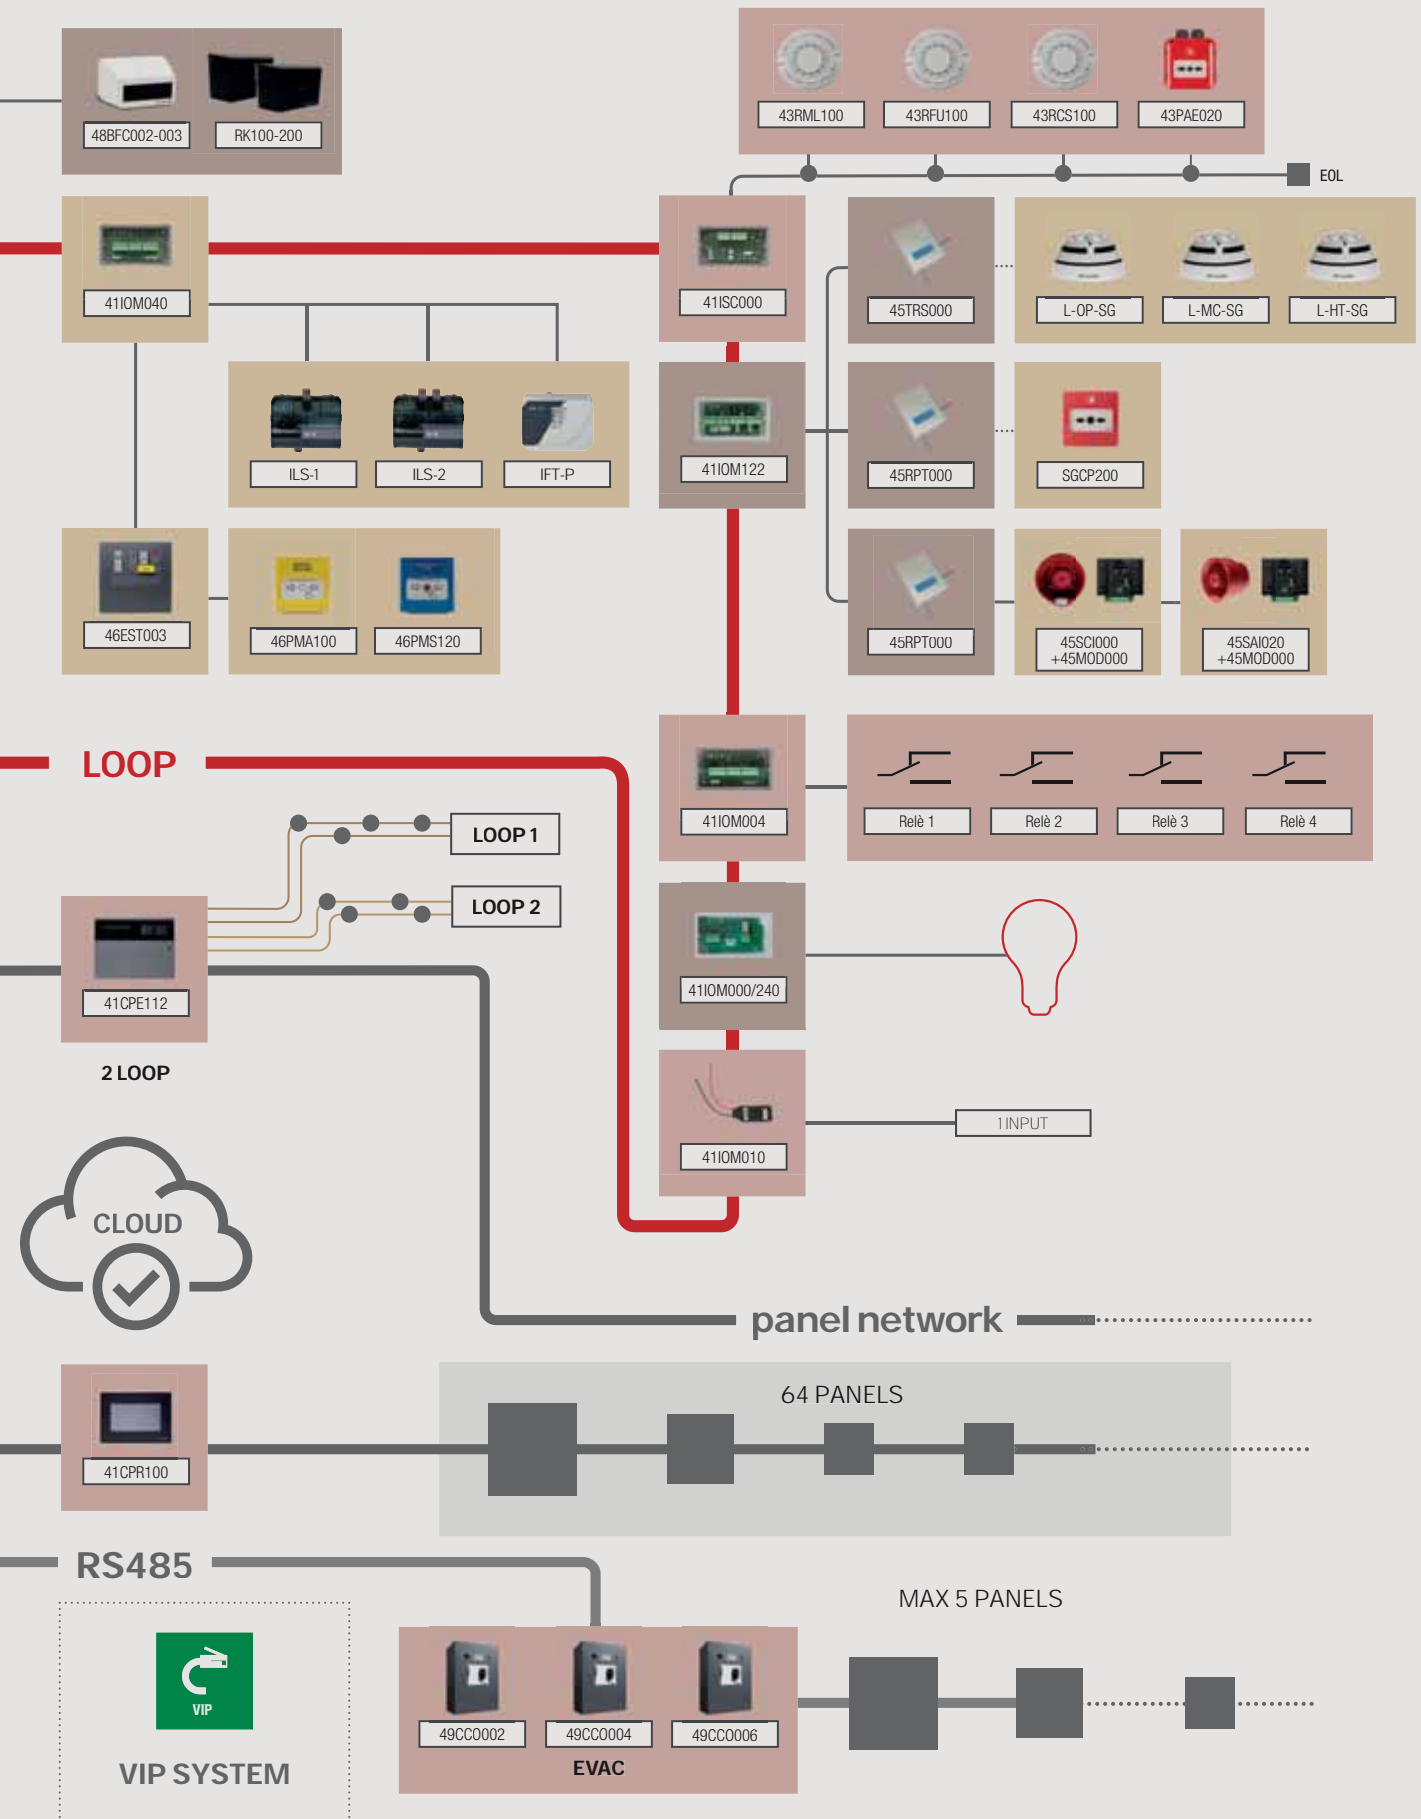 43RML100
43RFU100
43RCS100
43PAE020
48BFC002-003
RK100-200
EOL
41IOM040
41ISC000
45TRS000
L-OP-SG
L-MC-SG
L-HT-SG
ILS-1
ILS-2
IFT-P
41IOM122
45RPT000
SGCP200
46EST003
46PMA100
46PMS120
45RPT000
45SCI000
+45MOD000
45SAI020
+45MOD000
LOOP
41IOM004
Relè 1
Relè 2
Relè 3
Relè 4
LOOP 1
LOOP 2
41CPE112
2 LOOP
41IOM000/240
41IOM010
1 INPUT
CLOUD
panel network
41CPR100
64 PANELS
RS485
MAX 5 PANELS
VIP
VIP SYSTEM
49CCO002
49CCO004
49CCO006
EVAC